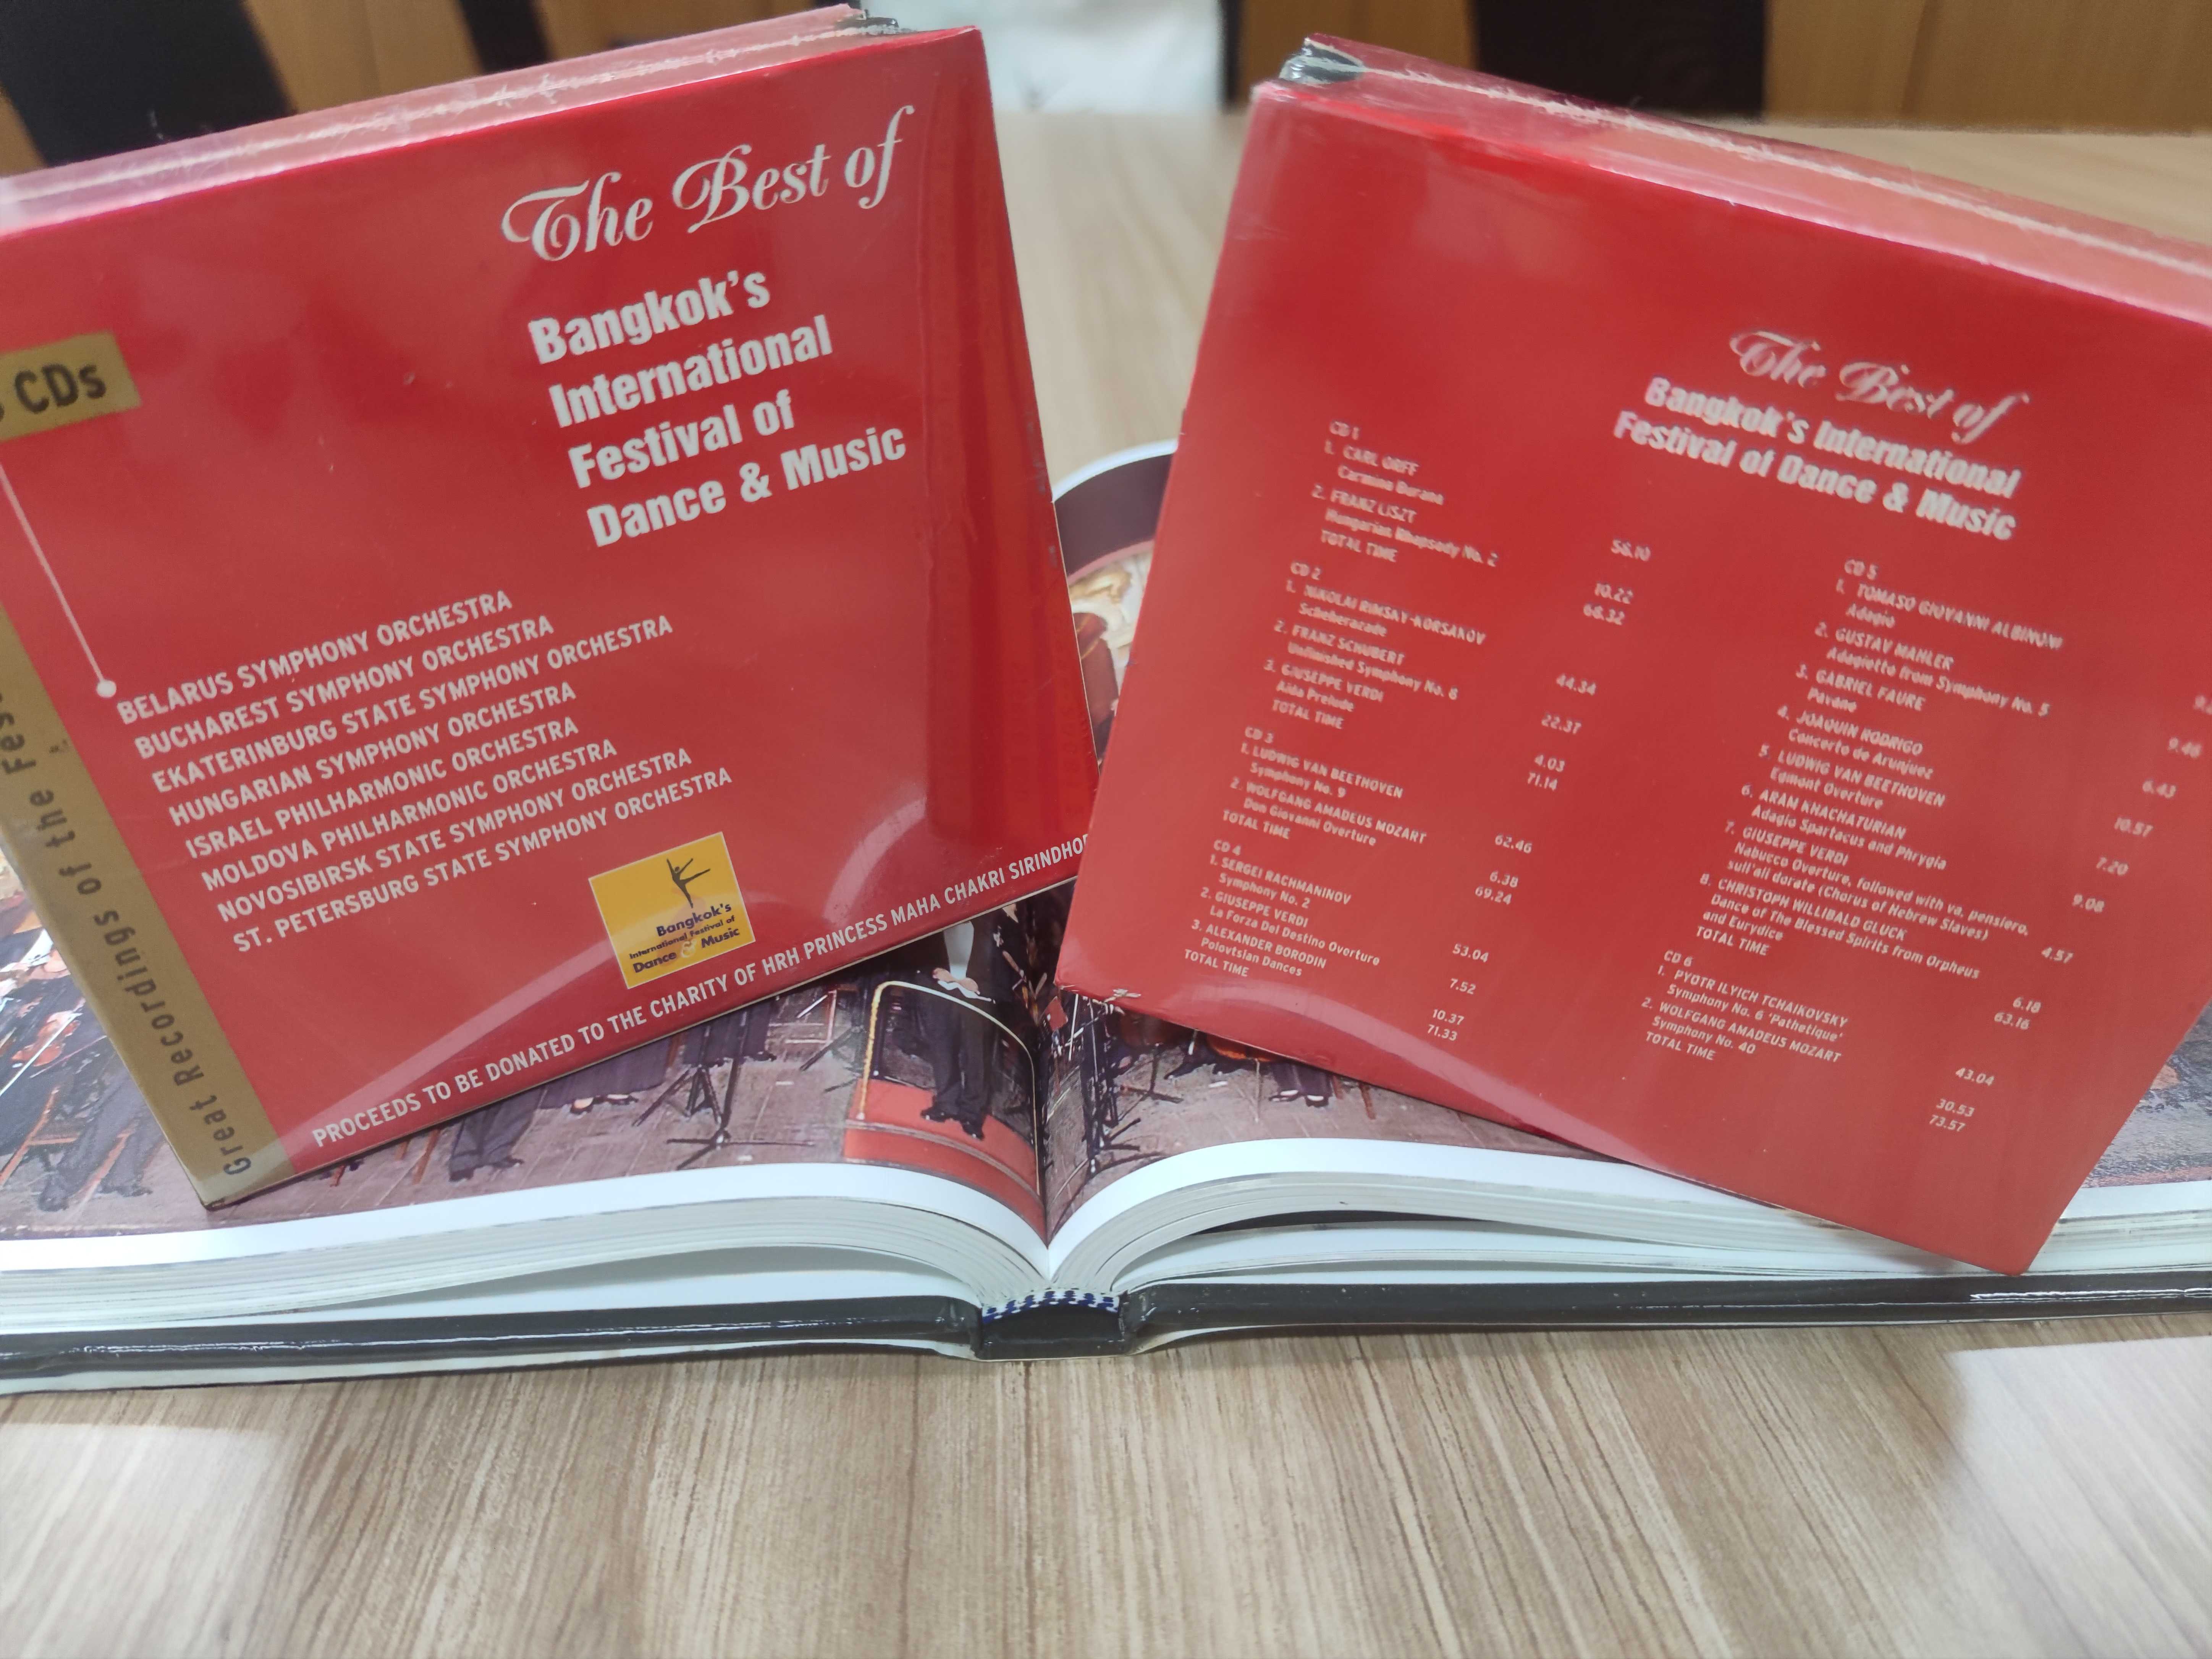 The Best of
Bangkok's
International
Festival of
Dance & Music
CDs
BELARUS SYMPHONY ORCHESTRA
BUCHAREST SYMPHONY ORCHESTRA
EKATERINBURG STATE SYMPHONY ORCHESTRA
HUNGARIAN SYMPHONY ORCHESTRA
ISRAEL PHILHARMONIC ORCHESTRA
MOLDOVA PHILHARMONIC ORCHESTRA
NOVOSIBIRSK STATE SYMPHONY ORCHESTRA
ST. PETERSBURG STATE SYMPHONY ORCHESTRA
Great Recordings of the
Bangkok's
International Festival of
Dance & Music
PROCEEDS TO BE DONATED TO THE CHARITY OF HRH PRINCESS MAHA CHAKRI
The Best of
Bangkok's International
Festival of Dance & Music
CD 1
1. CARL ORFF
Carmina Burana 58.10
2. FRANZ LISZT
Hungarian Rhapsody No. 2 10.22
TOTAL TIME 68.32
CD 2
1. NIKOLAI RIMSKY-KORSAKOV
Scheherazade 44.34
2. FRANZ SCHUBERT
Unfinished Symphony No. 8 22.37
3. GIUSEPPE VERDI
Aida Prelude 4.03
TOTAL TIME 71.14
CD 3
1. LUDWIG VAN BEETHOVEN
Symphony No. 9 62.46
2. WOLFGANG AMADEUS MOZART
Don Giovanni Overture 6.38
TOTAL TIME 69.24
CD 4
1. SERGEI RACHMANINOV
Symphony No. 2 53.04
2. GIUSEPPE VERDI
La Forza Del Destino Overture 7.52
3. ALEXANDER BORODIN
Polovtsian Dances 10.37
TOTAL TIME 71.33
CD 5
1. TOMASO GIOVANNI ALBINONI
Adagio
2. GUSTAV MAHLER
Adagietto from Symphony No. 5 9.46
3. GABRIEL FAURE
Pavane 6.43
4. JOAQUIN RODRIGO
Concerto de Arunjuez 10.57
5. LUDWIG VAN BEETHOVEN
Egmont Overture 7.20
6. ARAN KHACHATURIAN
Adagio Spartacus and Phrygia 9.08
7. GIUSEPPE VERDI
Nabucco Overture, followed with va, pensiero,
sull'ali dorate (Chorus of Hebrew Slaves) 4.57
8. CHRISTOPH WILLIBALD GLUCK
Dance of The Blessed Spirits from Orpheus
and Eurydice 6.18
TOTAL TIME 63.16
CD 6
1. PYOTR ILYICH TCHAIKOVSKY
Symphony No. 6 'Pathetique' 43.04
2. WOLFGANG AMADEUS MOZART
Symphony No. 40 30.53
TOTAL TIME 73.57